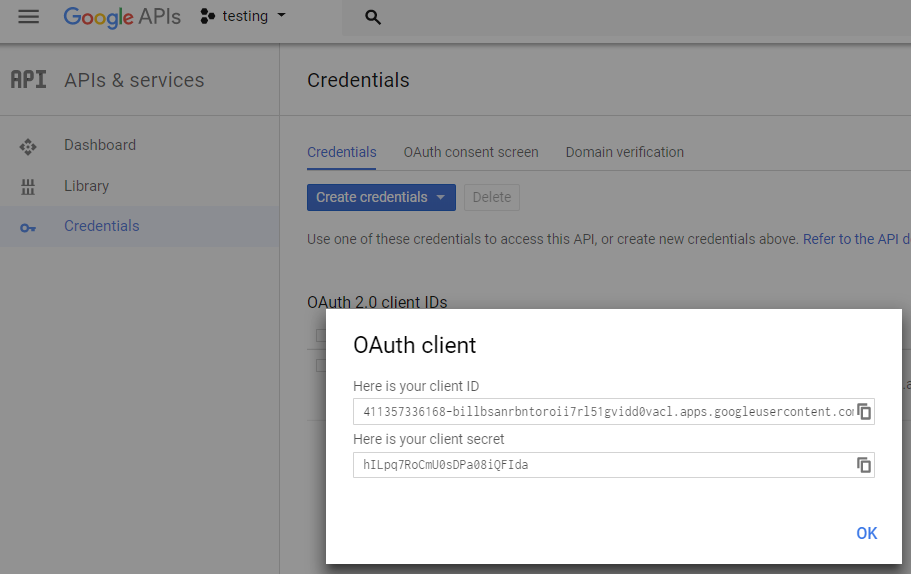 Google APIs testing
API APIs & services
Credentials
Dashboard
Library
Credentials
Credentials OAuth consent screen Domain verification
Create credentials Delete
Use one of these credentials to access this API, or create new credentials above. Refer to the API d
OAuth 2.0 client IDs
OAuth client
Here is your client ID
411357336168-billbsanrbntoroii7rl51gvidd0vacl.apps.googleusercontent.com
Here is your client secret
hILpq7RoCmU0sDPa08iQFIda
OK